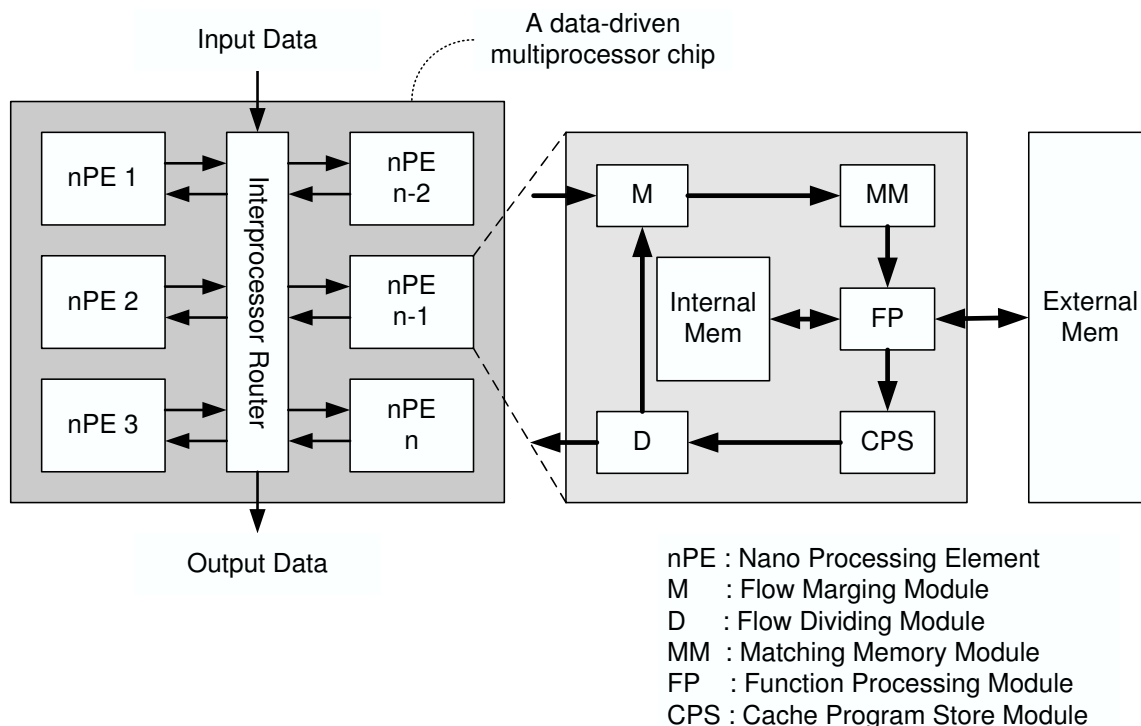 Input Data
A data-driven
multiprocessor chip
nPE 1
nPE 2
nPE 3
Interprocessor Router
nPE
n-2
nPE
n-1
nPE
n
Output Data
M
MM
Internal
Mem
FP
D
CPS
External
Mem
nPE : Nano Processing Element
M : Flow Marging Module
D : Flow Dividing Module
MM : Matching Memory Module
FP : Function Processing Module
CPS : Cache Program Store Module